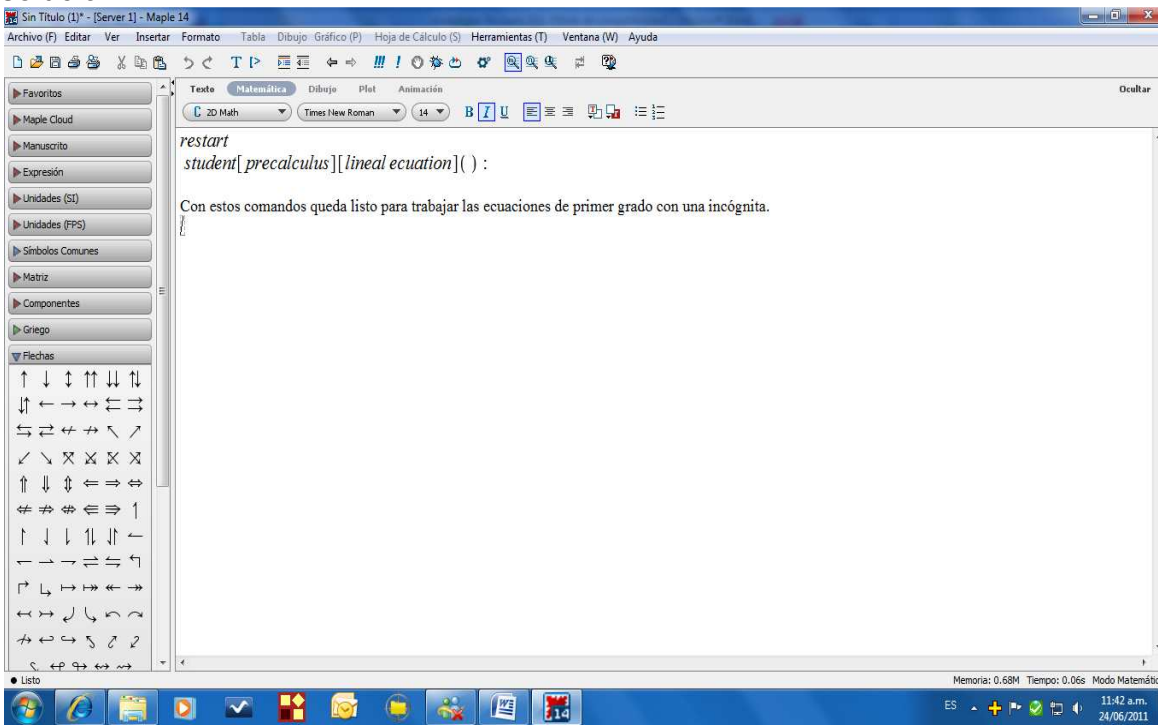 Sin Título (1)* - [Server 1] - Maple 14
Archivo (F) Editar Ver Insertar Formato Tabla Dibujo Gráfico (P) Hoja de Cálculo (S) Herramientas (T) Ventana (W) Ayuda
Texto Matemática Dibujo Plot Animación Ocultar
C 2D Math Times New Roman 14 B I U
Favoritos
Maple Cloud
Manuscrito
Expresión
Unidades (SI)
Unidades (FPS)
Símbolos Comunes
Matriz
Componentes
Griego
Flechas
restart
student[ precalculus][lineal ecuation]( ) :
Con estos comandos queda listo para trabajar las ecuaciones de primer grado con una incógnita.
Listo
Memoria: 0.68M Tiempo: 0.06s Modo Matemátic
ES 11:42 a.m.
24/06/2011